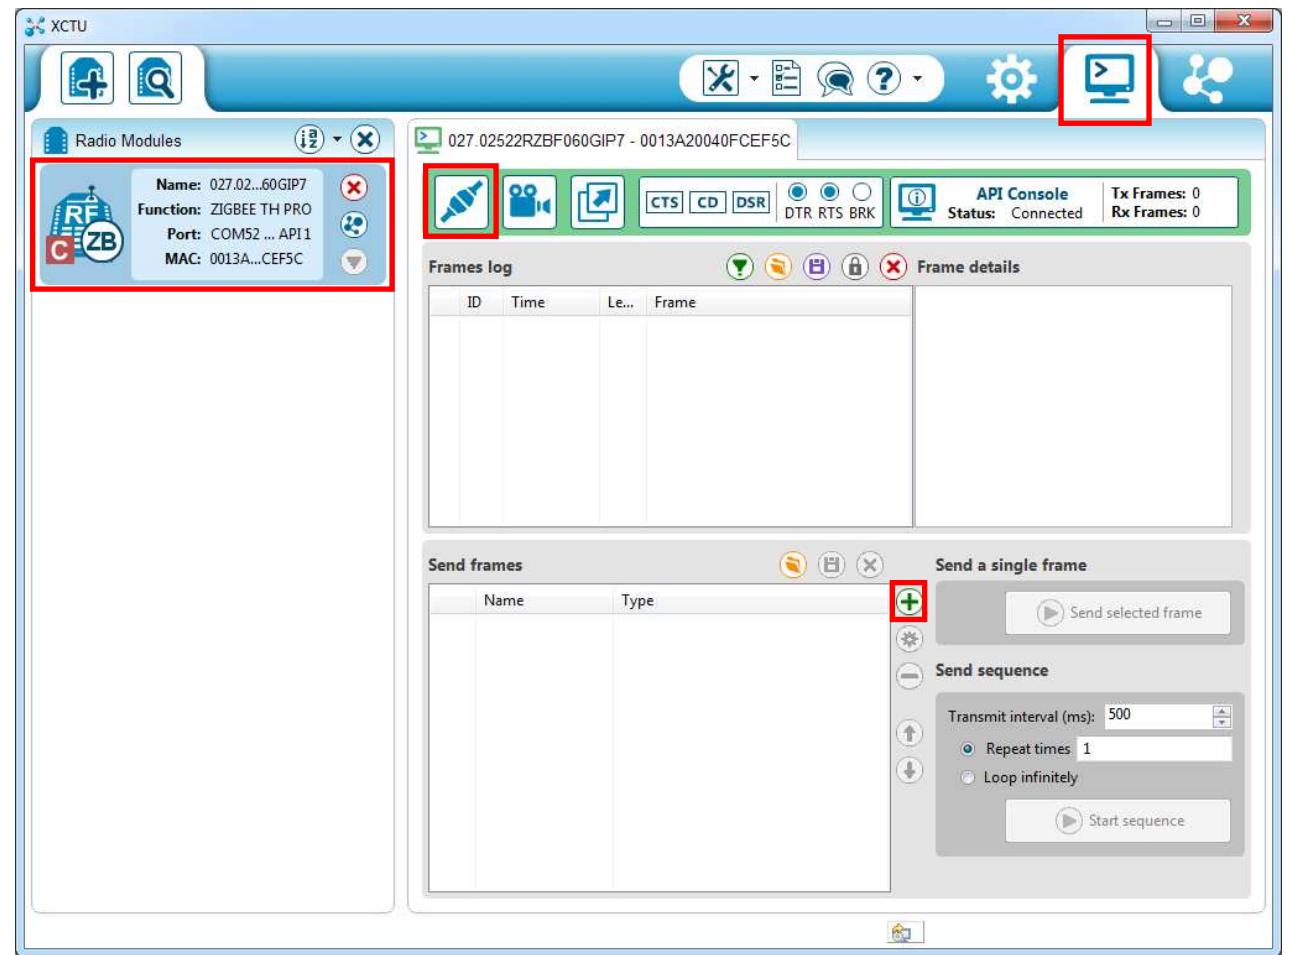 XCTU
Radio Modules
Name: 027.02...60GIP7
Function: ZIGBEE TH PRO
Port: COM52 ... API 1
MAC: 0013A...CEF5C
RF
C
ZB
027.02522RZBF060GIP7 - 0013A20040FCEF5C
CTS CD DSR DTR RTS BRK
API Console
Status: Connected
Tx Frames: 0
Rx Frames: 0
Frames log
ID Time Le... Frame
Frame details
Send frames
Name Type
Send a single frame
Send selected frame
Send sequence
Transmit interval (ms): 500
Repeat times 1
Loop infinitely
Start sequence